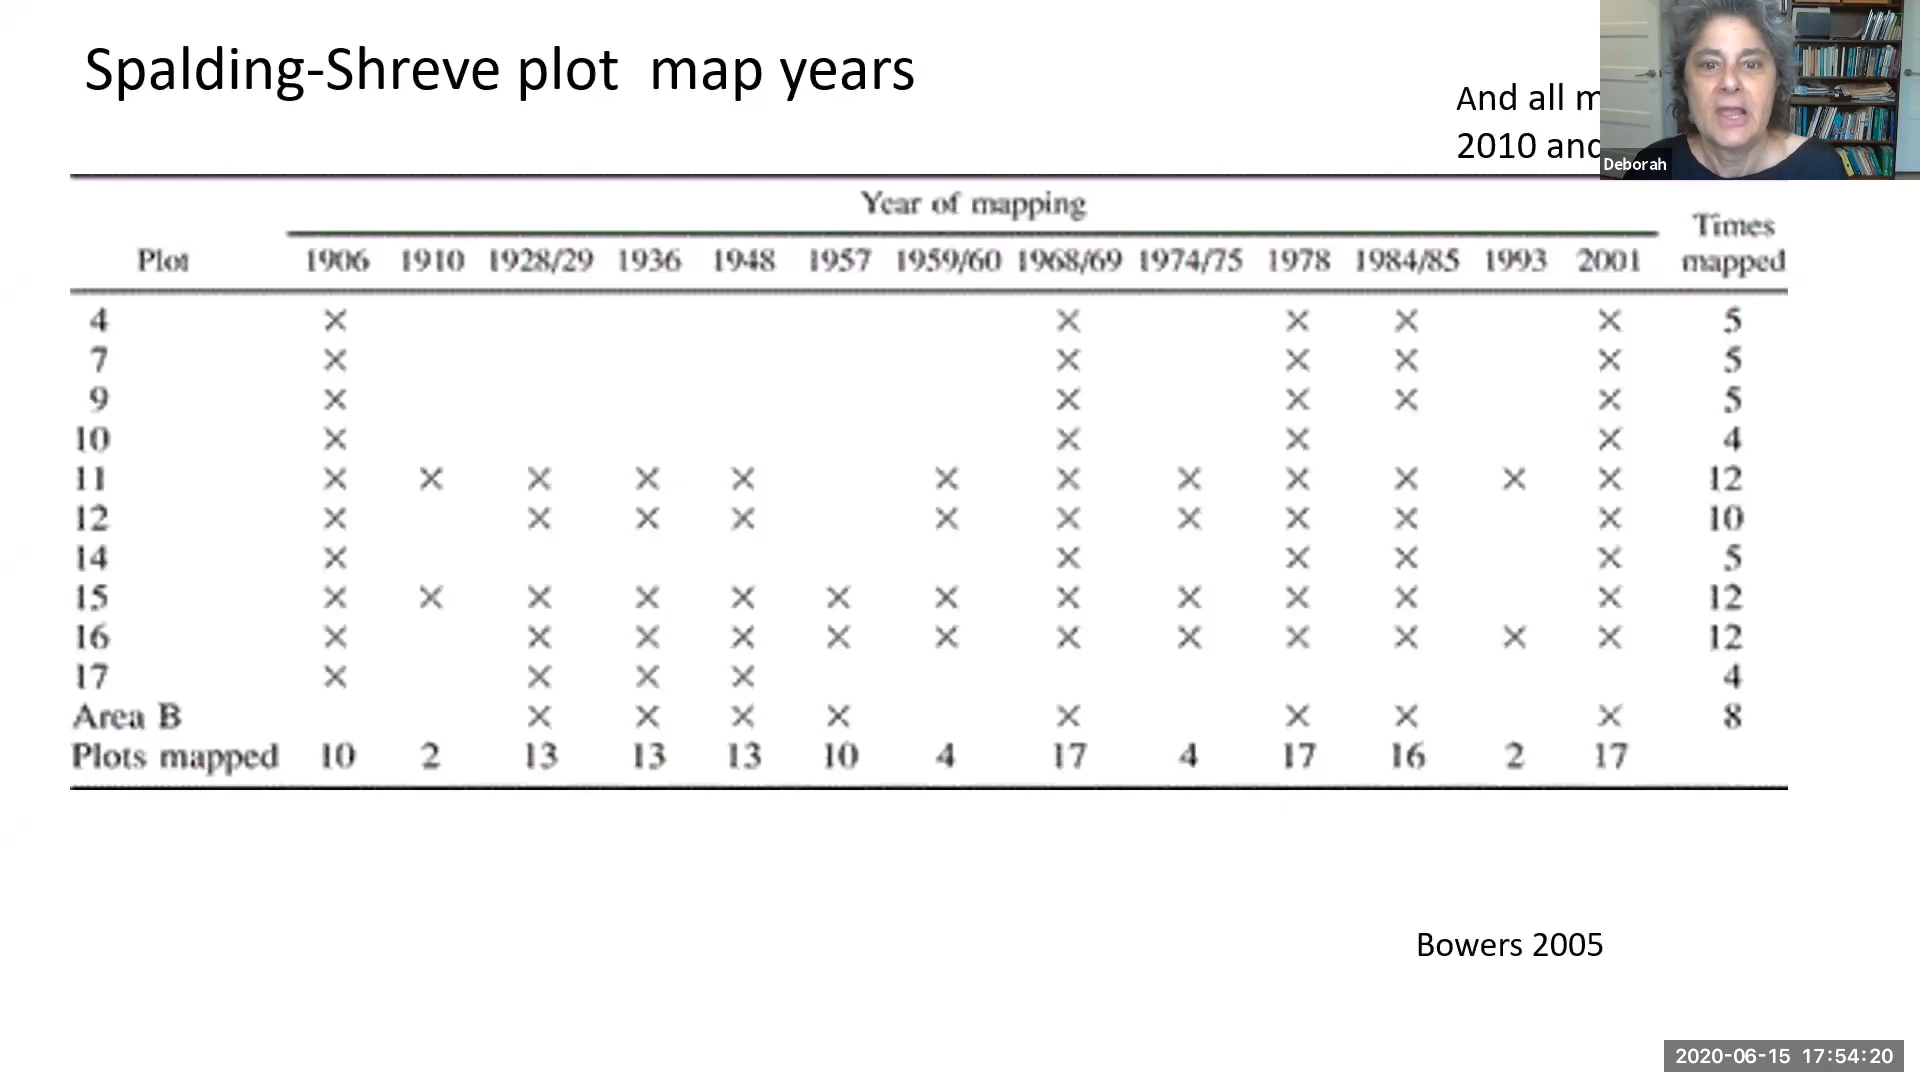 Spalding-Shreve plot map years
And all
2010 and
Deborah
Year of mapping
Times
Plot 1906 1910 1928/29 1936 1948 1957 1959/60 1968/69 1974/75 1978 1984/85 1993 2001 mapped
4 × × × × × 5
7 × × × × × 5
9 × × × × × 5
10 × × × × 4
11 × × × × × × × × × × × × 12
12 × × × × × × × × × × 10
14 × × × × × 5
15 × × × × × × × × × × × × 12
16 × × × × × × × × × × × × 12
17 × × × × 4
Area B × × × × × × × × 8
Plots mapped 10 2 13 13 13 10 4 17 4 17 16 2 17
Bowers 2005
2020-06-15 17:54:20